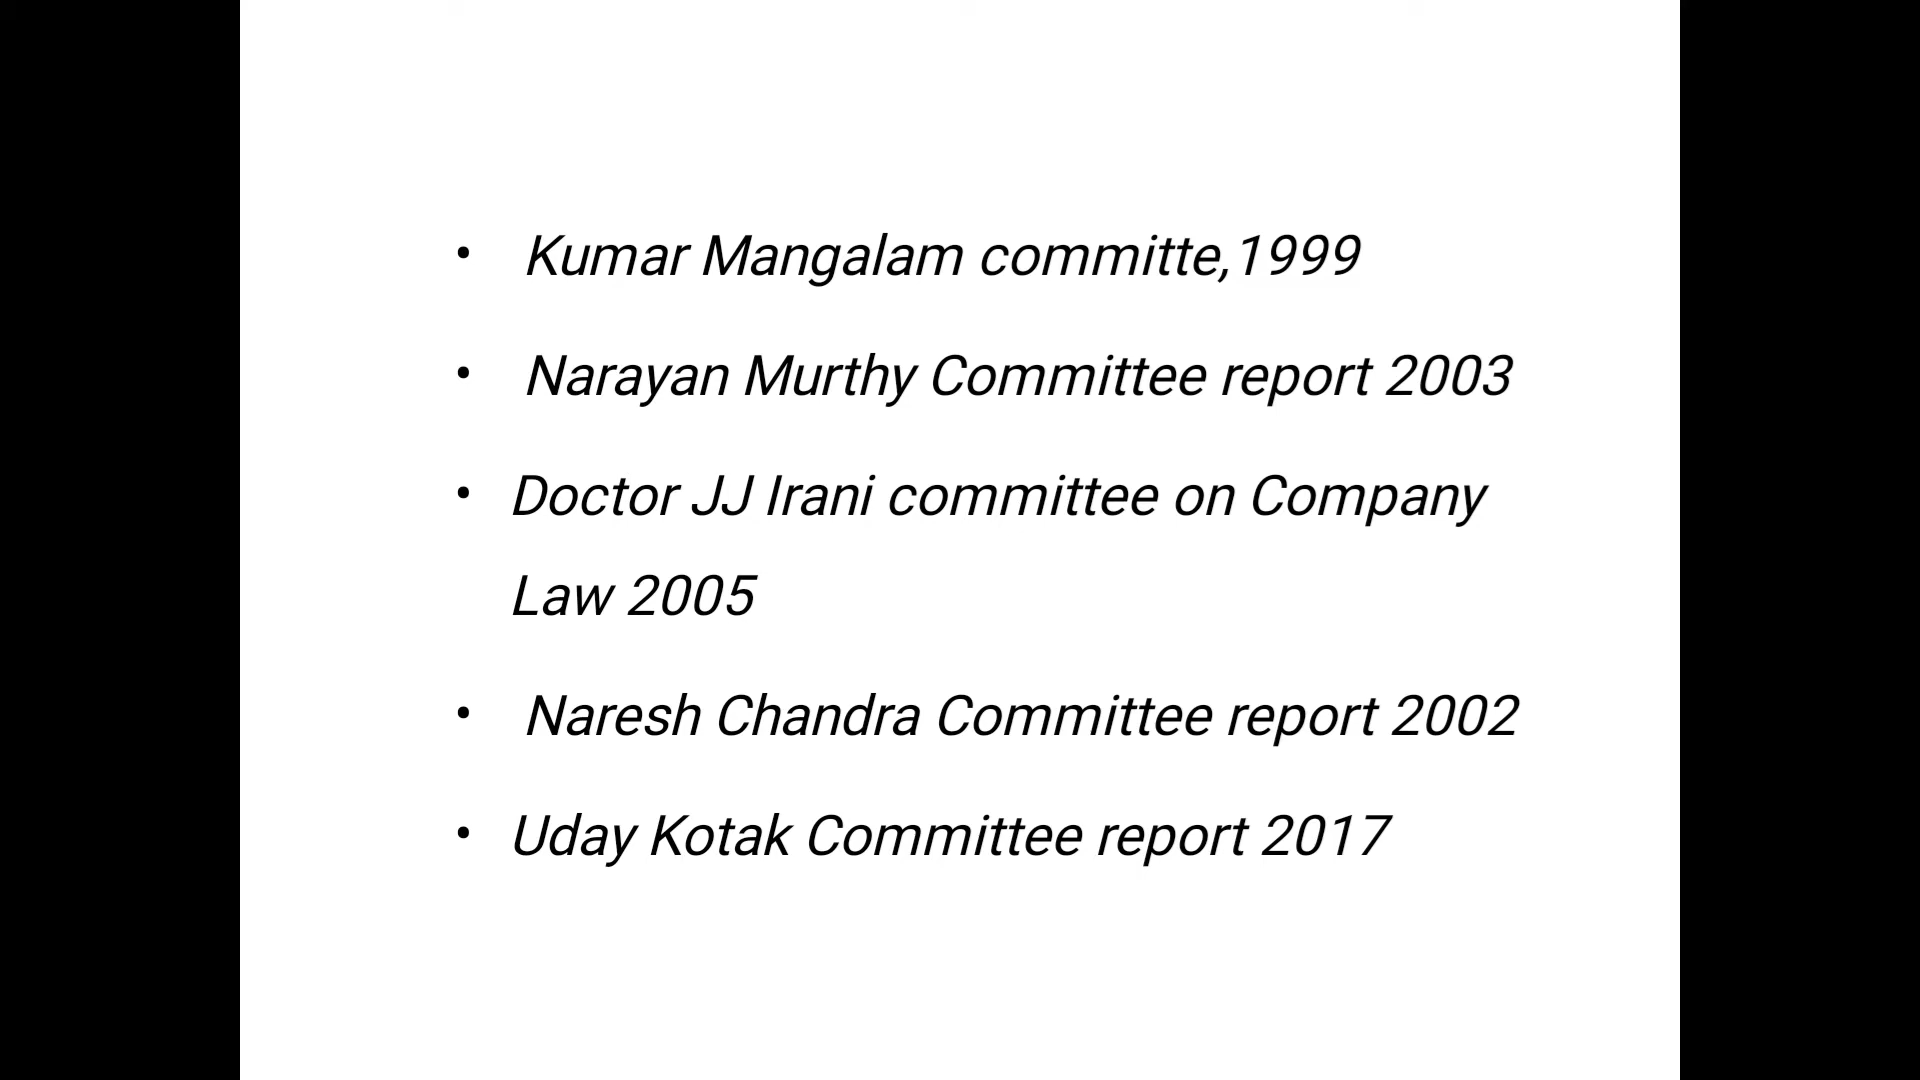 • Kumar Mangalam committe,1999
• Narayan Murthy Committee report 2003
• Doctor JJ Irani committee on Company
Law 2005
• Naresh Chandra Committee report 2002
• Uday Kotak Committee report 2017